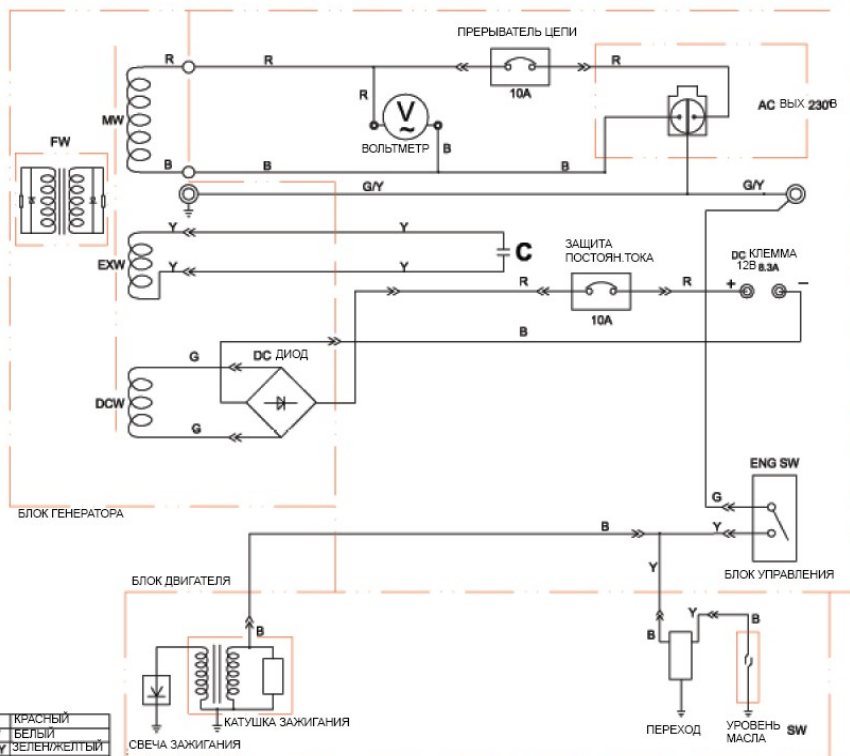 ПРЕРЫВАТЕЛЬ ЦЕПИ
R R R
10A
MW
R
V
~
AC ВЫХ 230В
FW
ВОЛЬТМЕТР
B
B B B
G/Y G/Y
Y Y
C
ЗАЩИТА
ПОСТОЯН.ТОКА
DC КЛЕММА
12В 8.3A
EXW
Y Y
R R + −
10A
B
G DC ДИОД
DCW
G
ENG SW
G
БЛОК ГЕНЕРАТОРА
B Y
БЛОК УПРАВЛЕНИЯ
БЛОК ДВИГАТЕЛЯ
Y
B B Y B
КАТУШКА ЗАЖИГАНИЯ
ПЕРЕХОД
УРОВЕНЬ
МАСЛА SW
СВЕЧА ЗАЖИГАНИЯ
КРАСНЫЙ
БЕЛЫЙ
Y ЗЕЛЕН/ЖЕЛТЫЙ